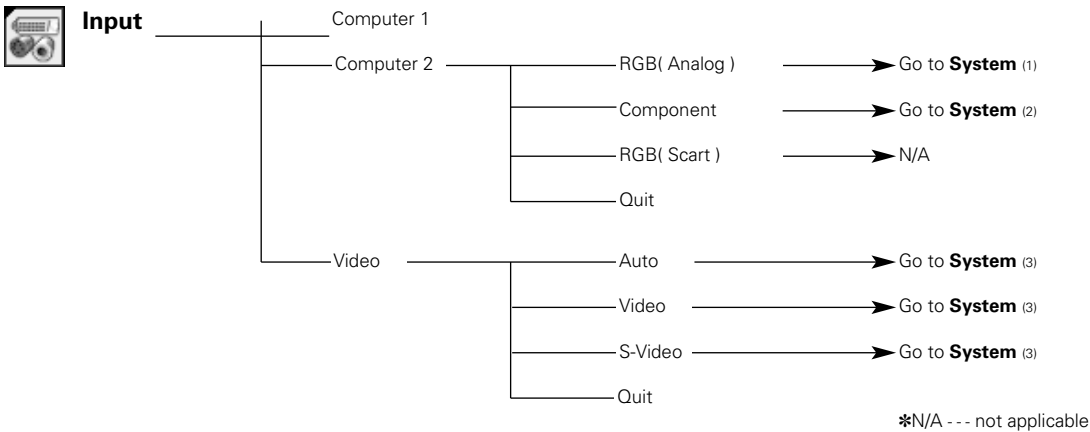 Input
Computer 1
Computer 2
RGB( Analog )
Go to System (1)
Component
Go to System (2)
RGB( Scart )
N/A
Quit
Video
Auto
Go to System (3)
Video
Go to System (3)
S-Video
Go to System (3)
Quit
✽N/A - - - not applicable